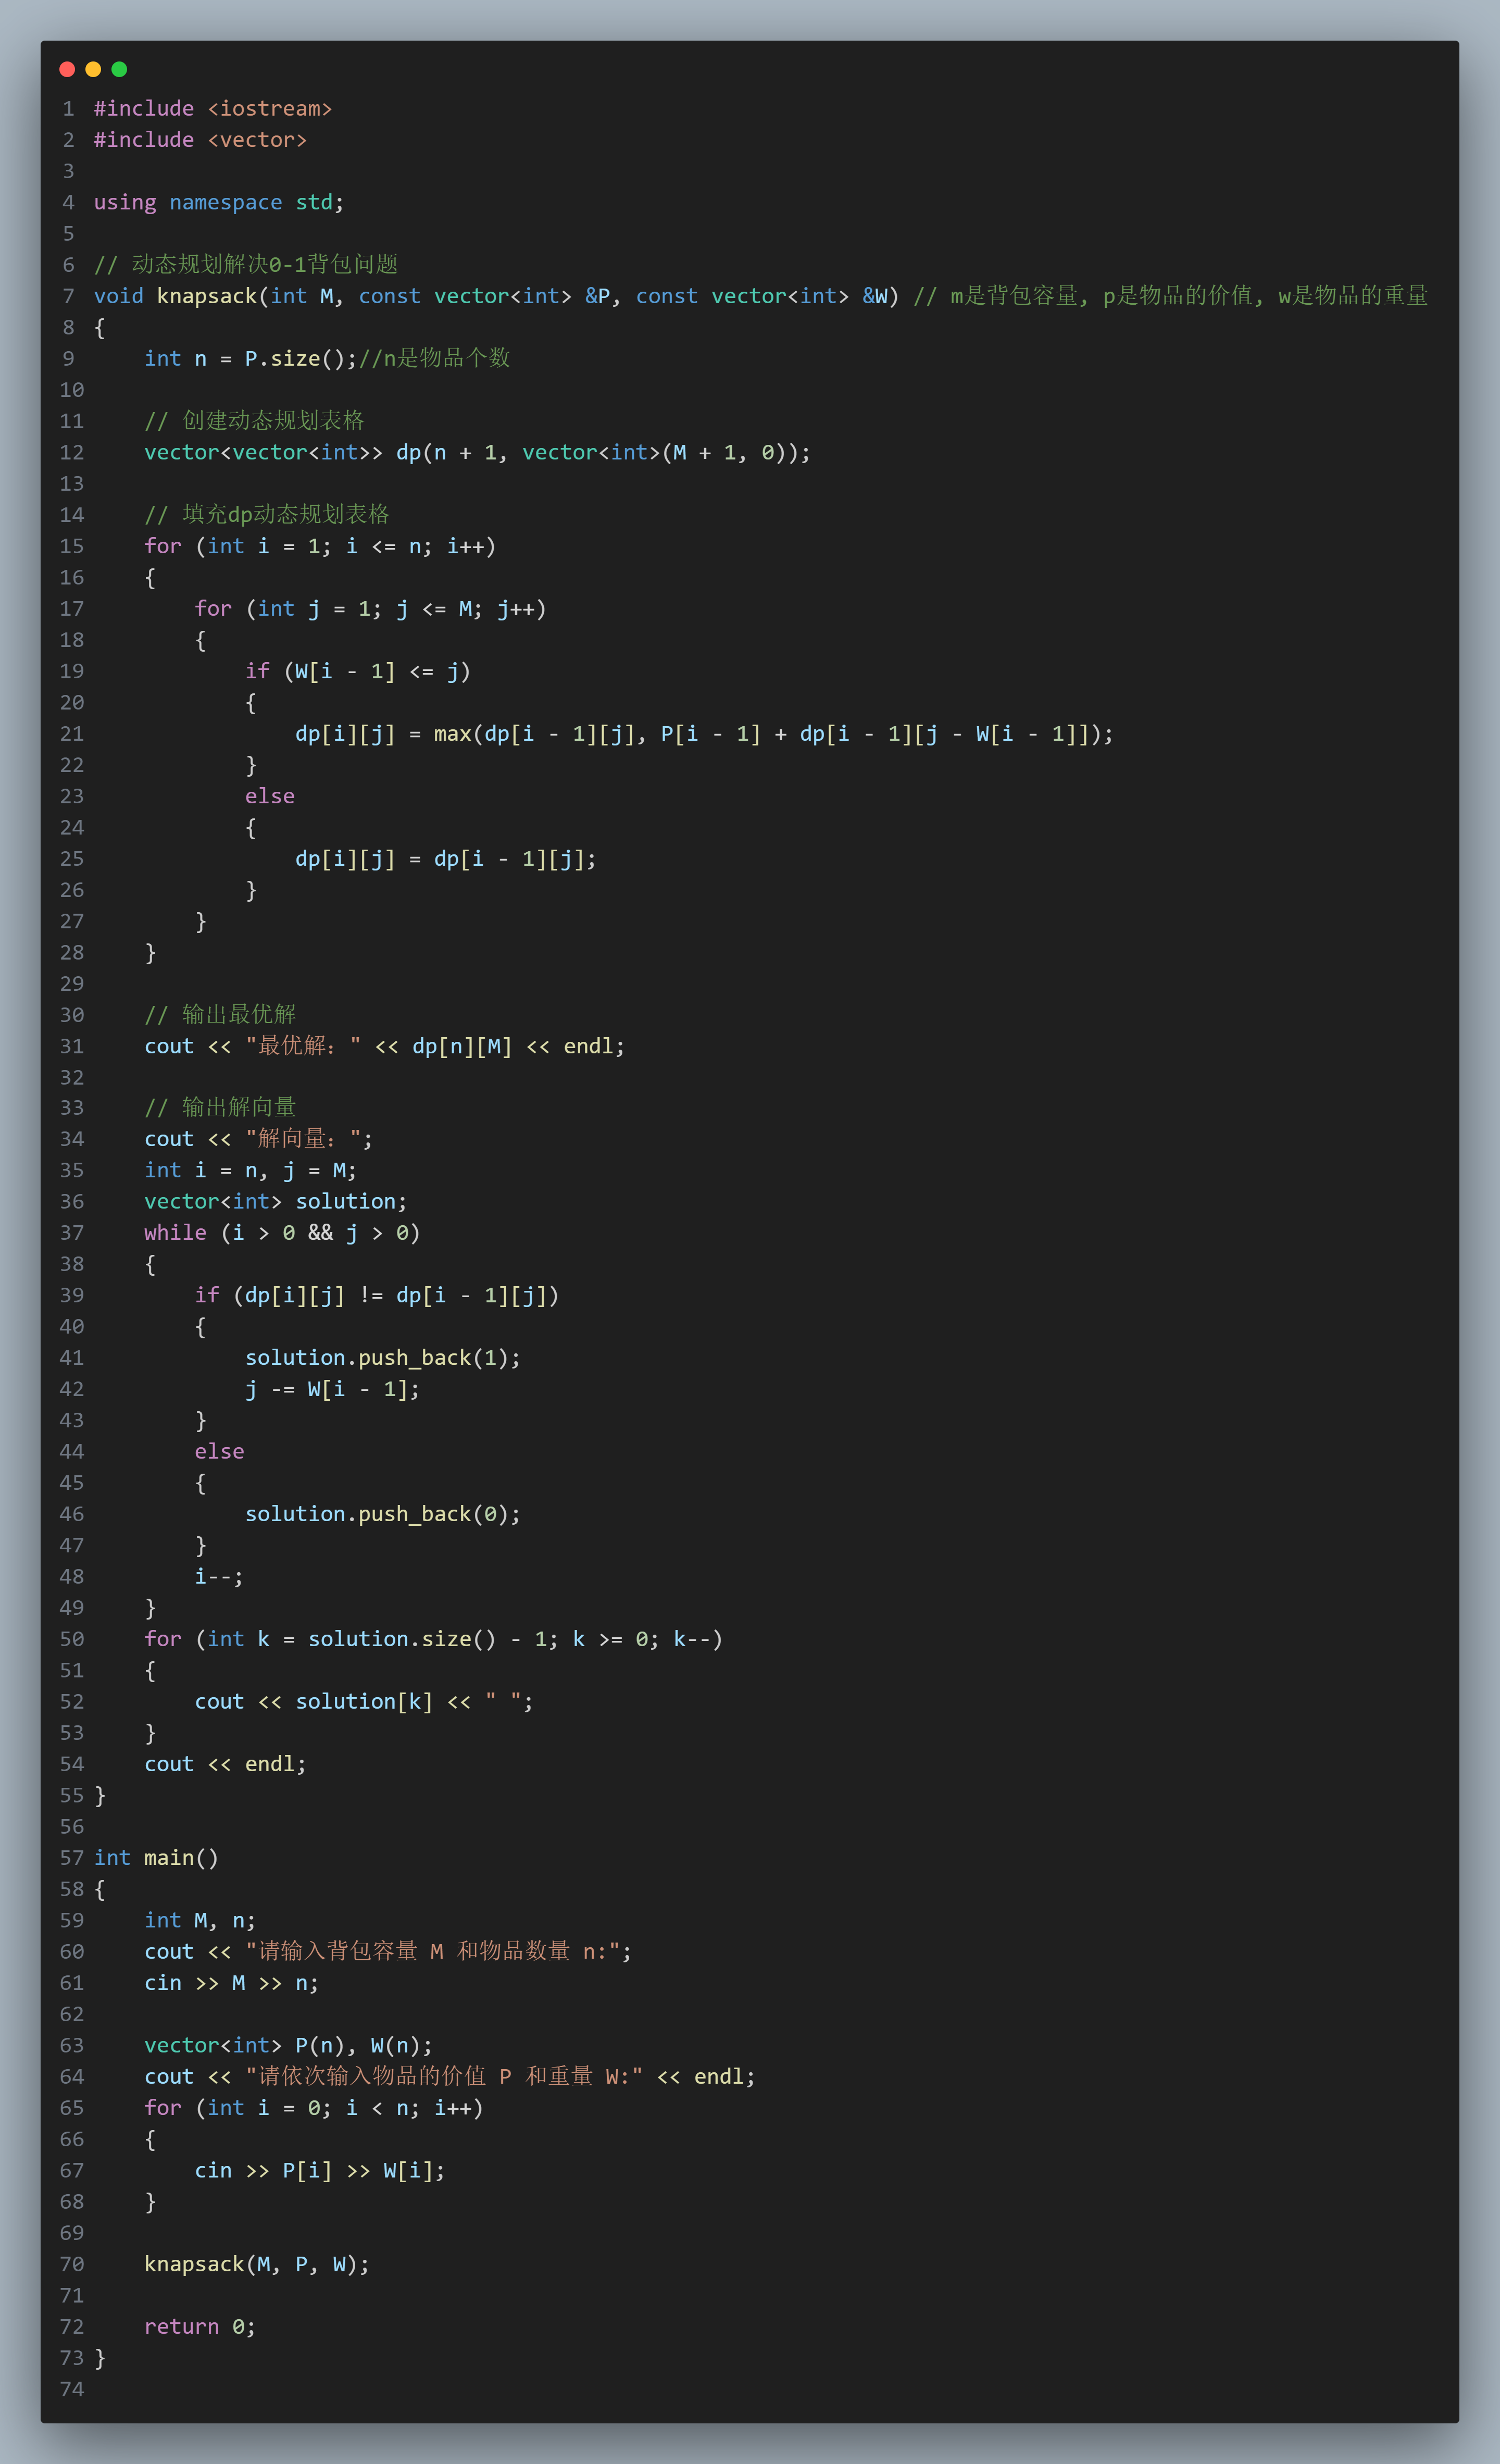 1 #include <iostream>
2 #include <vector>
3
4 using namespace std;
5
6 // 动态规划解决0-1背包问题
7 void knapsack(int M, const vector<int> &P, const vector<int> &W) // m是背包容量, p是物品的价值, w是物品的重量
8 {
9     int n = P.size();//n是物品个数
10
11     // 创建动态规划表格
12     vector<vector<int>> dp(n + 1, vector<int>(M + 1, 0));
13
14     // 填充dp动态规划表格
15     for (int i = 1; i <= n; i++)
16     {
17         for (int j = 1; j <= M; j++)
18         {
19             if (W[i - 1] <= j)
20             {
21                 dp[i][j] = max(dp[i - 1][j], P[i - 1] + dp[i - 1][j - W[i - 1]]);
22             }
23             else
24             {
25                 dp[i][j] = dp[i - 1][j];
26             }
27         }
28     }
29
30     // 输出最优解
31     cout << "最优解：" << dp[n][M] << endl;
32
33     // 输出解向量
34     cout << "解向量：";
35     int i = n, j = M;
36     vector<int> solution;
37     while (i > 0 && j > 0)
38     {
39         if (dp[i][j] != dp[i - 1][j])
40         {
41             solution.push_back(1);
42             j -= W[i - 1];
43         }
44         else
45         {
46             solution.push_back(0);
47         }
48         i--;
49     }
50     for (int k = solution.size() - 1; k >= 0; k--)
51     {
52         cout << solution[k] << " ";
53     }
54     cout << endl;
55 }
56
57 int main()
58 {
59     int M, n;
60     cout << "请输入背包容量 M 和物品数量 n:";
61     cin >> M >> n;
62
63     vector<int> P(n), W(n);
64     cout << "请依次输入物品的价值 P 和重量 W:" << endl;
65     for (int i = 0; i < n; i++)
66     {
67         cin >> P[i] >> W[i];
68     }
69
70     knapsack(M, P, W);
71
72     return 0;
73 }
74